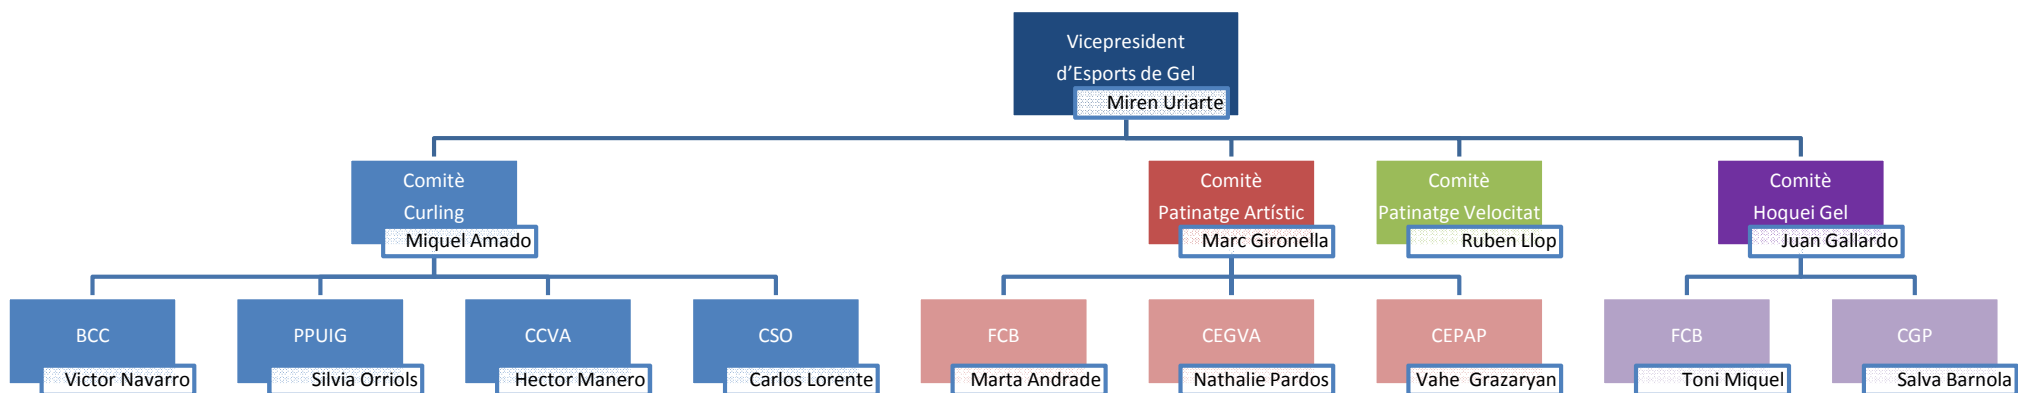 Vicepresident
d'Esports de Gel
Miren Uriarte
Comitè
Curling
Miquel Amado
Comitè
Patinatge Artístic
Marc Gironella
Comitè
Patinatge Velocitat
Ruben Llop
Comitè
Hoquei Gel
Juan Gallardo
BCC
Victor Navarro
PPUIG
Silvia Orriols
CCVA
Hector Manero
CSO
Carlos Lorente
FCB
Marta Andrade
CEGVA
Nathalie Pardos
CEPAP
Vahe  Grazaryan
FCB
Toni Miquel
CGP
Salva Barnola